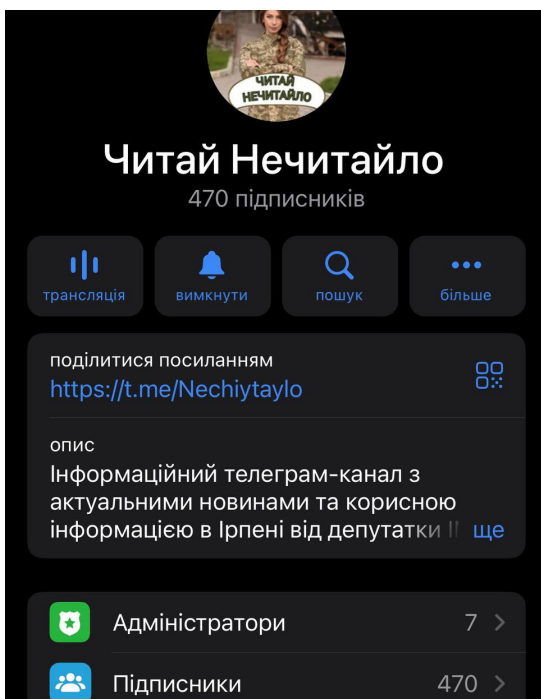 ЧИТАЙ
НЕЧИТАЙЛО
Читай Нечитайло
470 підписників
трансляція
вимкнути
пошук
більше
поділитися посиланням
https://t.me/Nechiytaylo
опис
Інформаційний телеграм-канал з
актуальними новинами та корисною
інформацією в Ірпені від депутатки ще
Адміністратори 7
Підписники 470